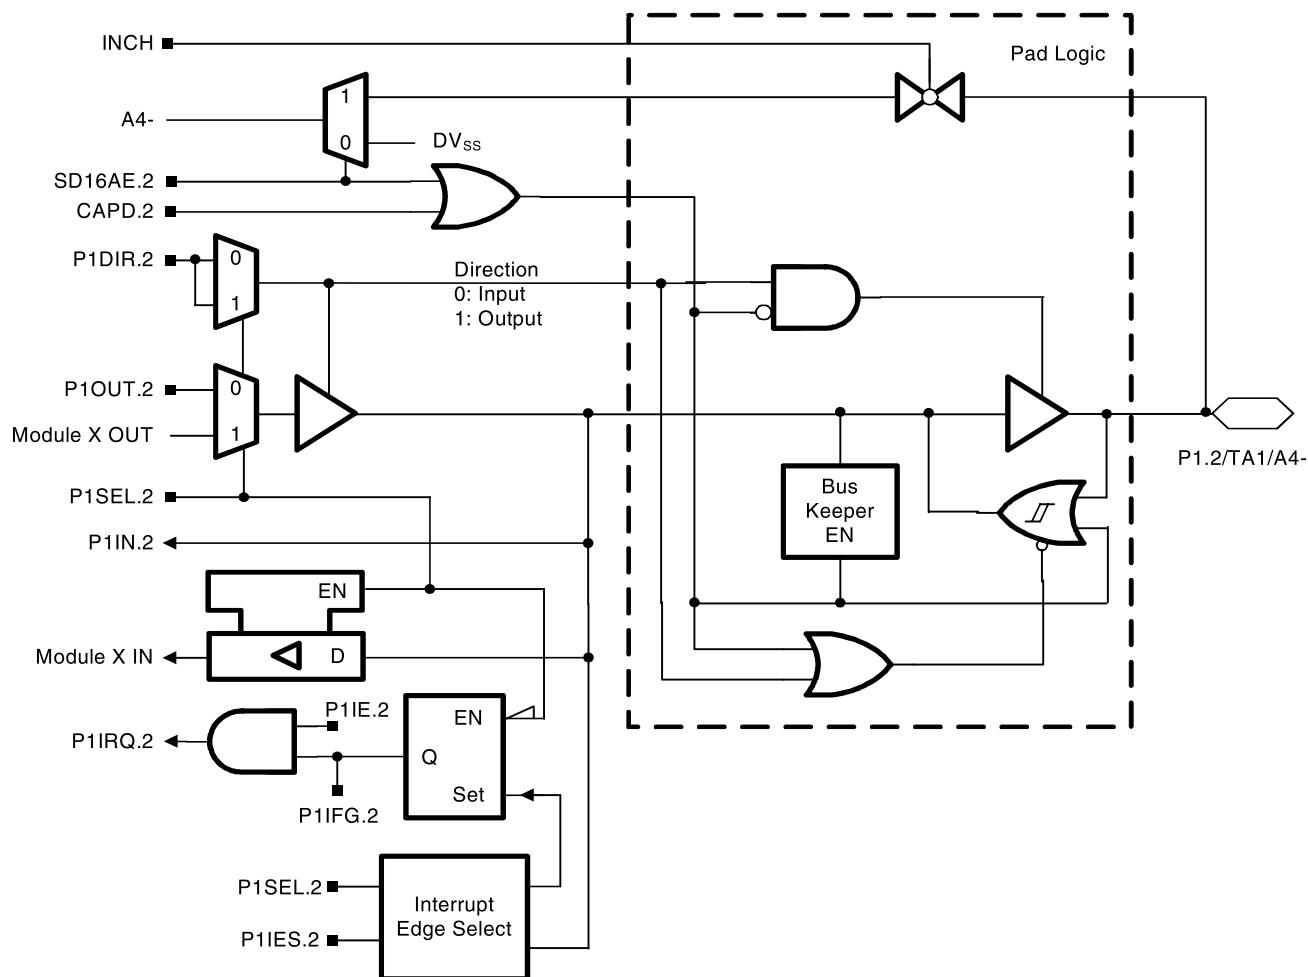 INCH
Pad Logic
A4-
1
0
DVSS
SD16AE.2
CAPD.2
P1DIR.2
0
1
Direction
0: Input
1: Output
P1OUT.2
0
Module X OUT
1
P1.2/TA1/A4-
P1SEL.2
Bus
Keeper
EN
P1IN.2
EN
Module X IN
D
P1IE.2
EN
P1IRQ.2
Q
Set
P1IFG.2
P1SEL.2
Interrupt
Edge Select
P1IES.2